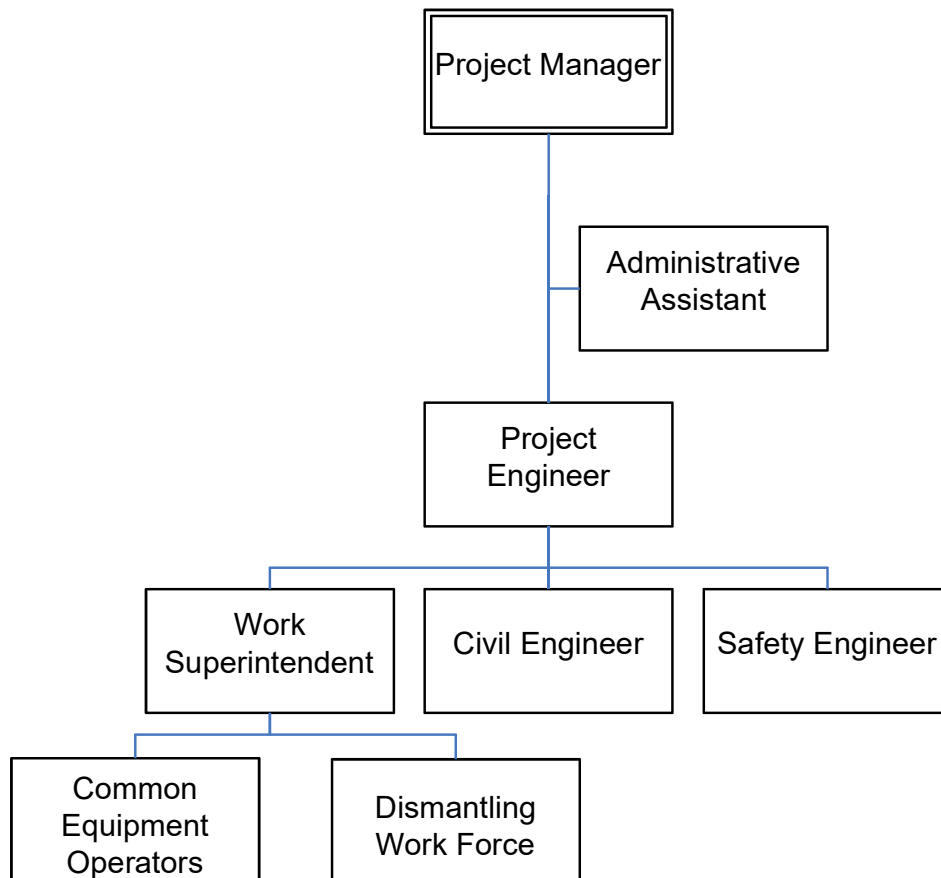 Project Manager
Administrative
Assistant
Project
Engineer
Work
Superintendent
Civil Engineer
Safety Engineer
Common
Equipment
Operators
Dismantling
Work Force